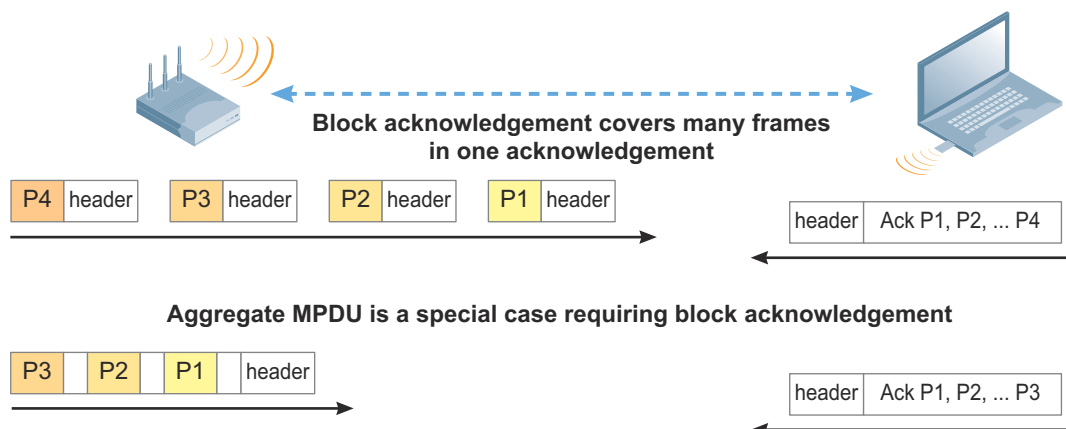 Block acknowledgement covers many frames
in one acknowledgement
P4 header P3 header P2 header P1 header
header Ack P1, P2, ... P4
Aggregate MPDU is a special case requiring block acknowledgement
P3 P2 P1 header
header Ack P1, P2, ... P3